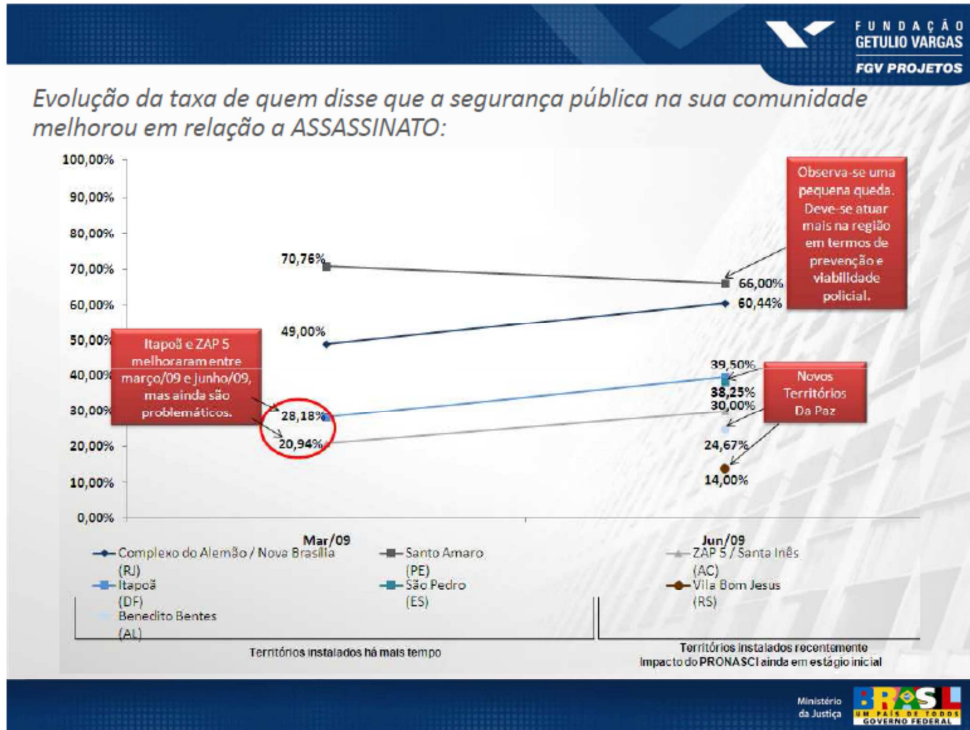 FUNDAÇÃO
GETULIO VARGAS
FGV PROJETOS
Evolução da taxa de quem disse que a segurança pública na sua comunidade
melhorou em relação a ASSASSINATO:
100,00%
90,00%
80,00%
70,00%
60,00%
50,00%
40,00%
30,00%
20,00%
10,00%
0,00%
Observa-se uma
pequena queda.
Deve-se atuar
mais na região
em termos de
prevenção e
viabilidade
policial.
70,76%
66,00%
60,44%
49,00%
Itapoã e ZAP 5
melhoraram entre
março/09 e junho/09,
mas ainda são
problemáticos.
28,18%
20,94%
39,50%
38,25%
30,00%
24,67%
14,00%
Novos
Territórios
Da Paz
Mar/09
Jun/09
Complexo do Alemão / Nova Brasília
(RJ)
Santo Amaro
(PE)
ZAP 5 / Santa Inês
(AC)
Itapoã
(DF)
São Pedro
(ES)
Vila Bom Jesus
(RS)
Benedito Bentes
(AL)
Territórios instalados há mais tempo
Territórios instalados recentemente
Impacto do PRONASCI ainda em estágio inicial
Ministério
da Justiça
BRASIL
UM PAÍS DE TODOS
GOVERNO FEDERAL